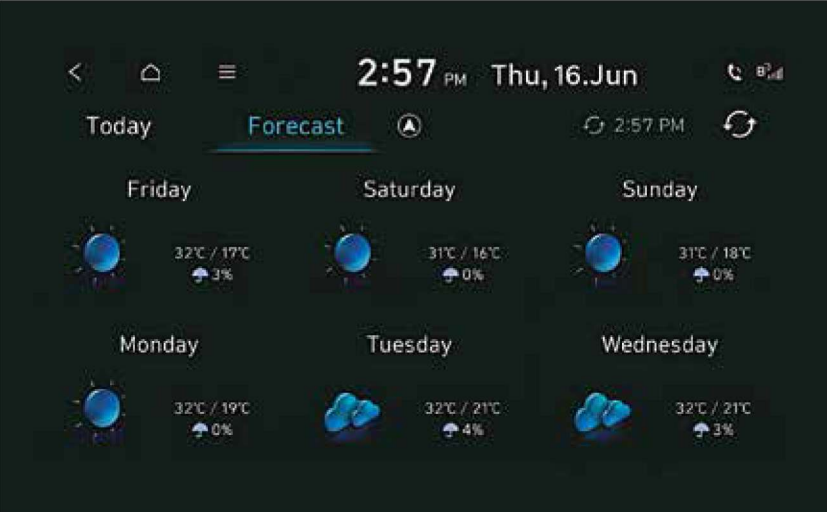 2:57 PM Thu, 16.Jun
Today Forecast 2:57 PM
Friday Saturday Sunday
32℃ / 17℃ 31℃ / 16℃ 31℃ / 18℃
3% 0% 0%
Monday Tuesday Wednesday
32℃ / 19℃ 32℃ / 21℃ 32℃ / 21℃
0% 4% 3%